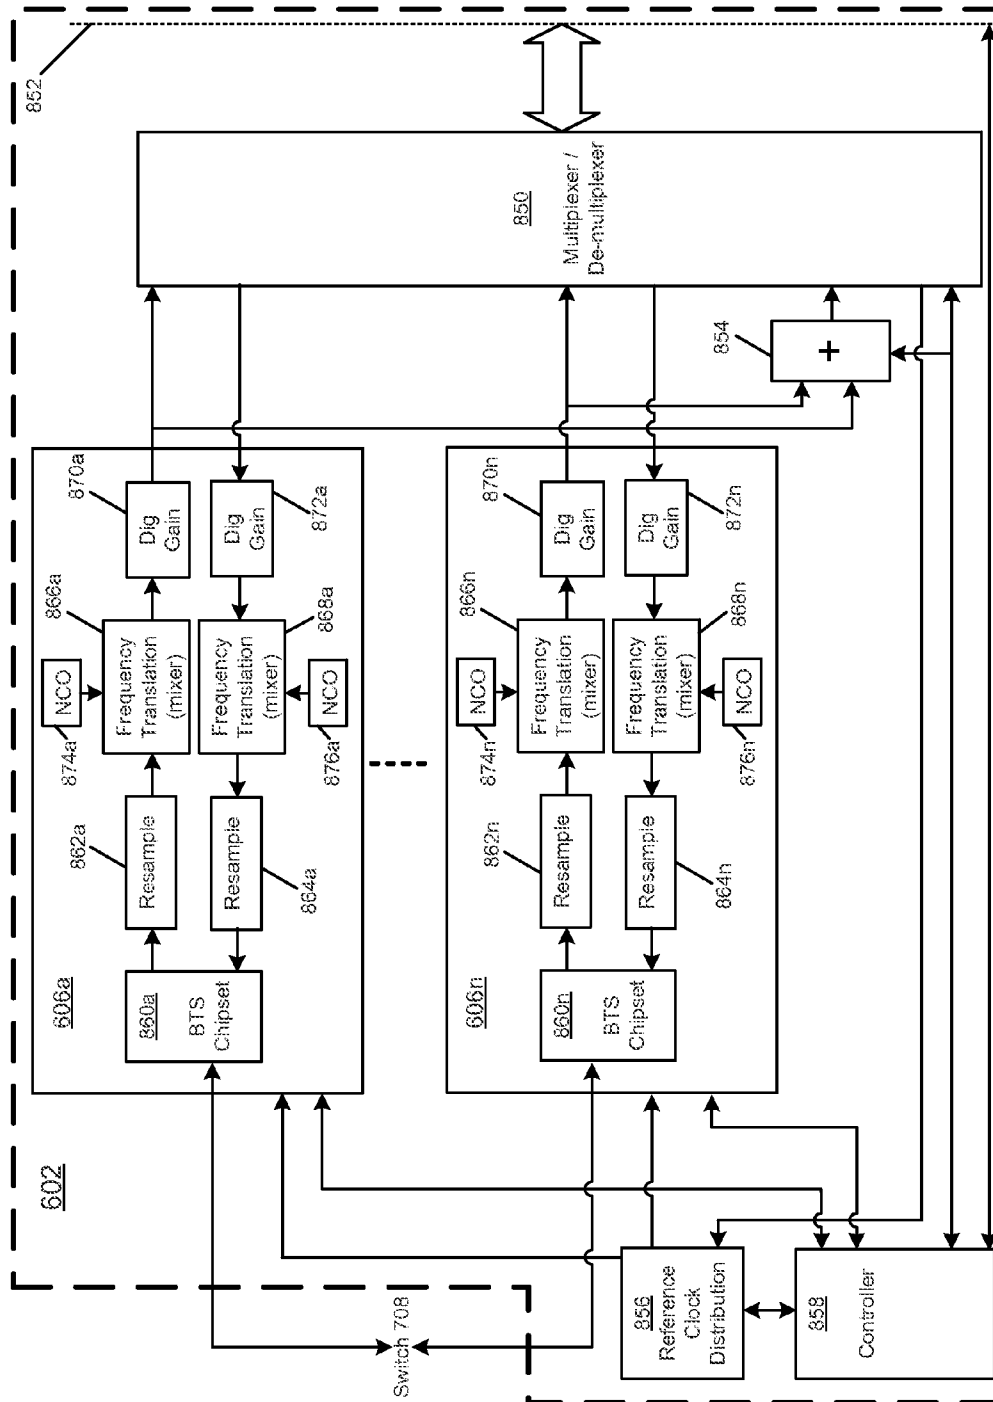 602
Switch 708
606a
860a
BTS
Chipset
862a
Resample
Resample
864a
874a
NCO
866a
Frequency
Translation
(mixer)
Frequency
Translation
(mixer)
868a
NCO
876a
870a
Dig
Gain
Dig
Gain
872a
606n
860n
BTS
Chipset
862n
Resample
Resample
864n
874n
NCO
866n
Frequency
Translation
(mixer)
Frequency
Translation
(mixer)
868n
NCO
876n
870n
Dig
Gain
Dig
Gain
872n
856
Reference
Clock
Distribution
858
Controller
854
+
850
Multiplexer /
De-multiplexer
852